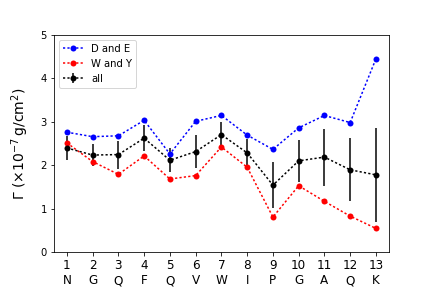 5
4
3
2
1
0
Γ (×10⁻⁷ g/cm²)
D and E
W and Y
all
1 2 3 4 5 6 7 8 9 10 11 12 13
N G Q F Q V W I P G A Q K